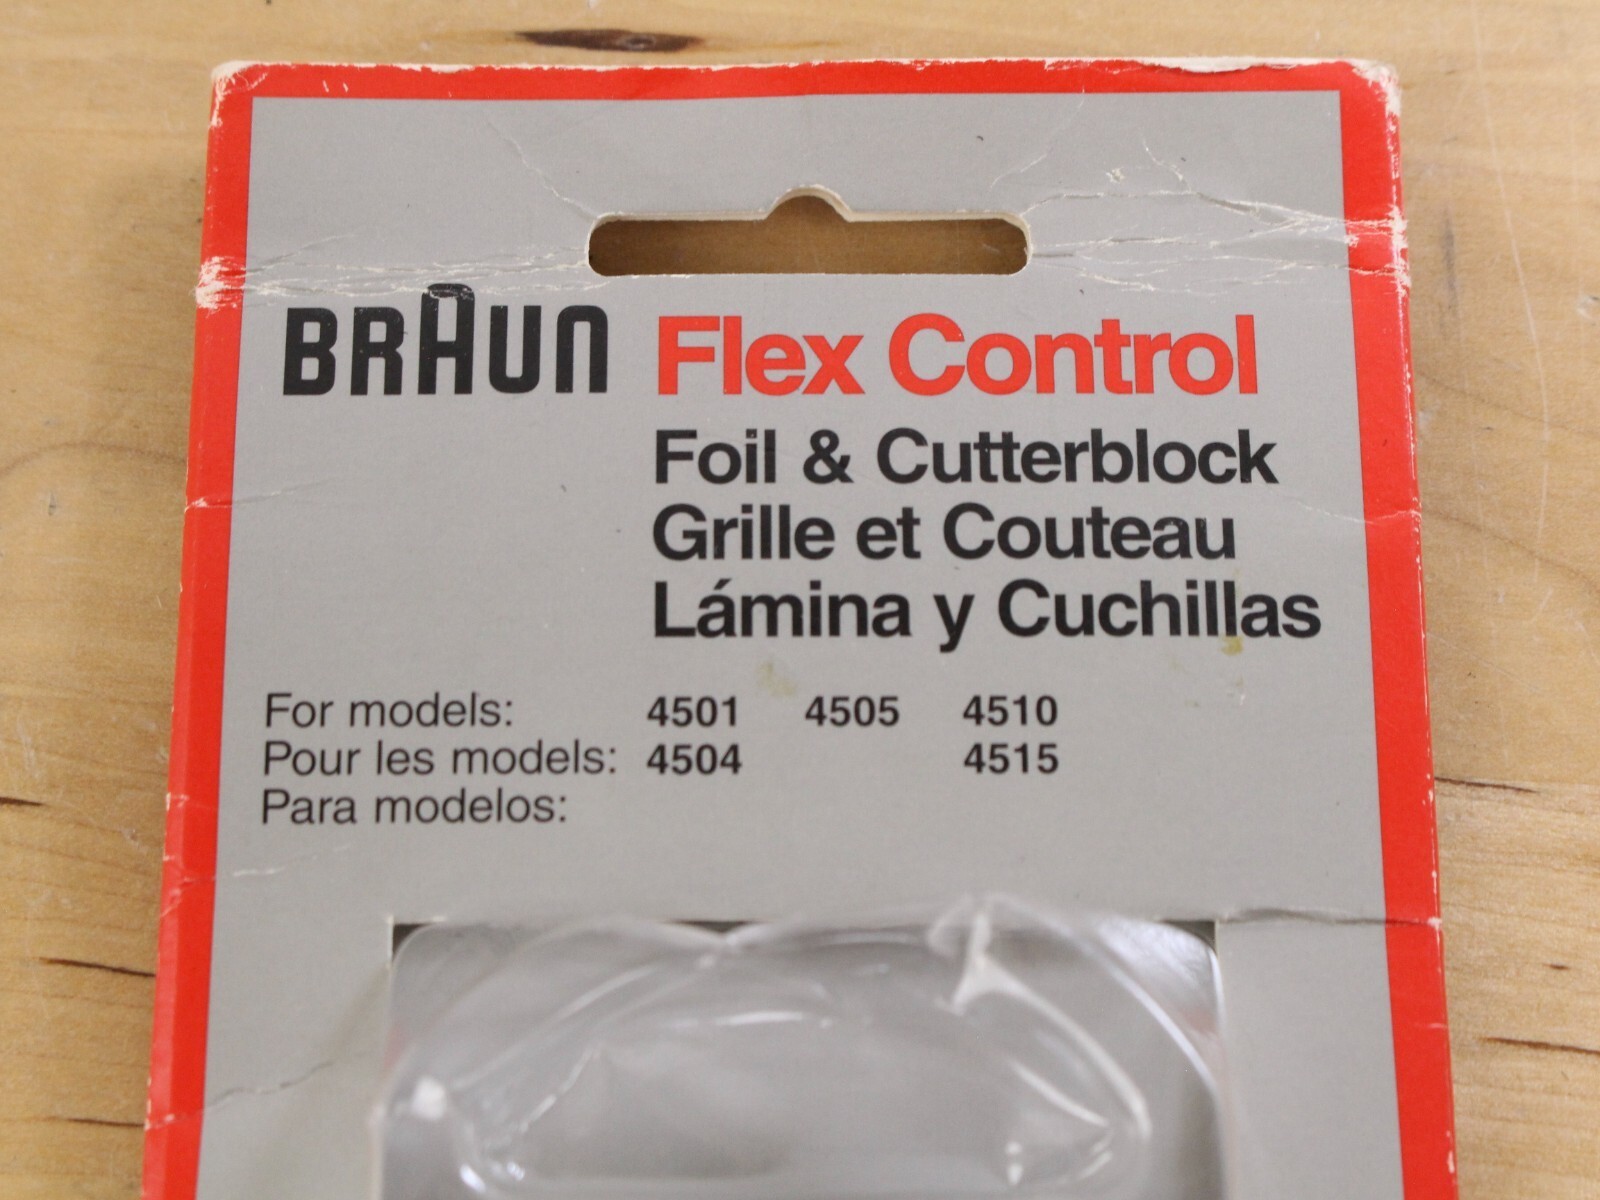 BRAUN Flex Control
Foil & Cutterblock
Grille et Couteau
Lámina y Cuchillas
For models: 4501 4505 4510
Pour les models: 4504 4515
Para modelos: